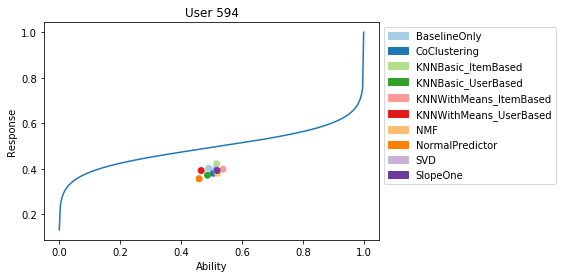 User 594
1.0
0.8
0.6
0.4
0.2
Response
0.0
0.2
0.4
0.6
0.8
1.0
Ability
BaselineOnly
CoClustering
KNNBasic_ItemBased
KNNBasic_UserBased
KNNWithMeans_ItemBased
KNNWithMeans_UserBased
NMF
NormalPredictor
SVD
SlopeOne